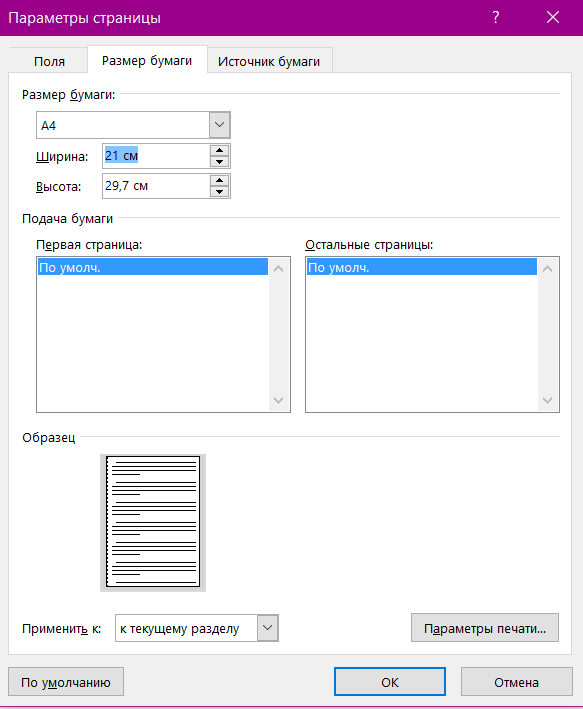 Параметры страницы ?
Поля Размер бумаги Источник бумаги
Размер бумаги:
A4
Ширина: 21 см
Высота: 29,7 см
Подача бумаги
Первая страница: Остальные страницы:
По умолч. По умолч.
Образец
Применить к: к текущему разделу Параметры печати...
По умолчанию ОК Отмена